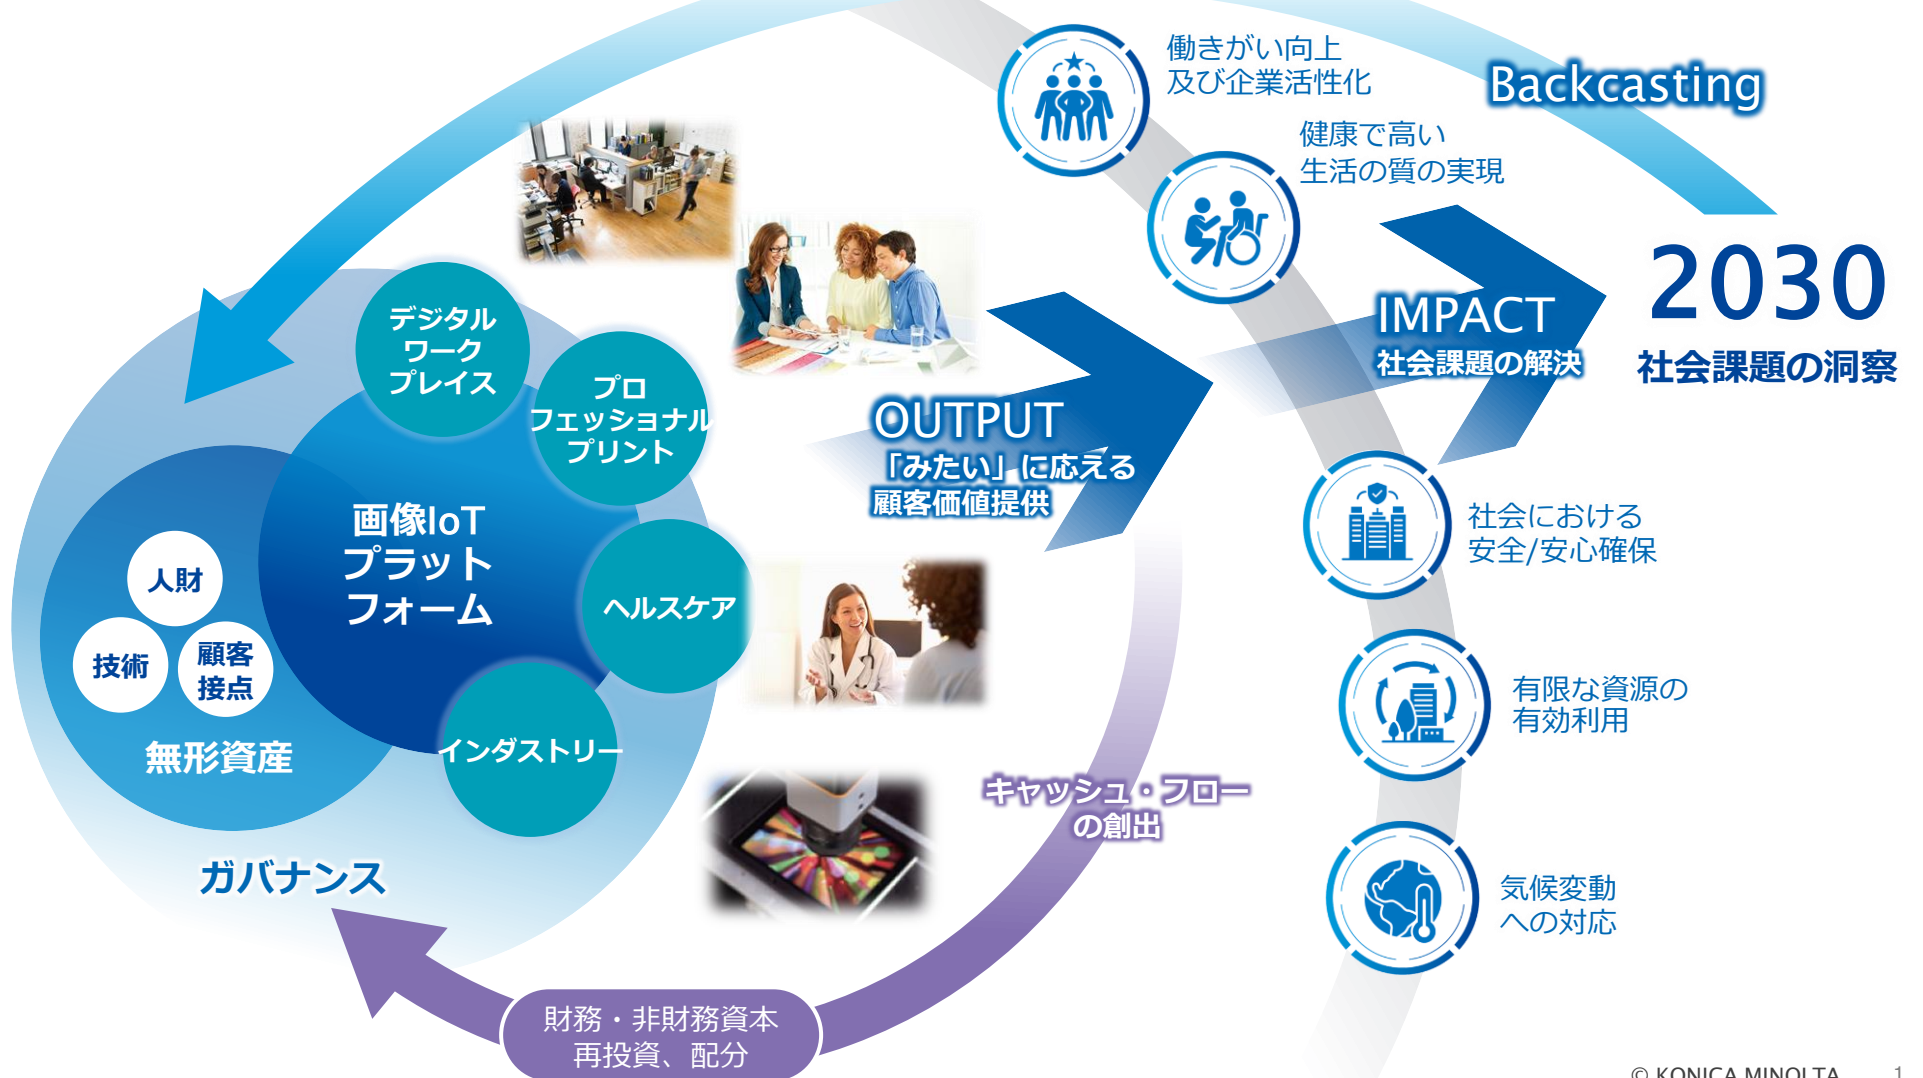 働きがい向上
及び企業活性化
Backcasting
健康で高い
生活の質の実現
2030
社会課題の洞察
IMPACT
社会課題の解決
デジタル
ワーク
プレイス
プロ
フェッショナル
プリント
OUTPUT
「みたい」に応える
顧客価値提供
画像IoT
プラット
フォーム
ヘルスケア
インダストリー
人財
技術
顧客
接点
無形資産
ガバナンス
社会における
安全/安心確保
有限な資源の
有効利用
気候変動
への対応
キャッシュ・フロー
の創出
財務・非財務資本
再投資、配分
© KONICA MINOLTA
1